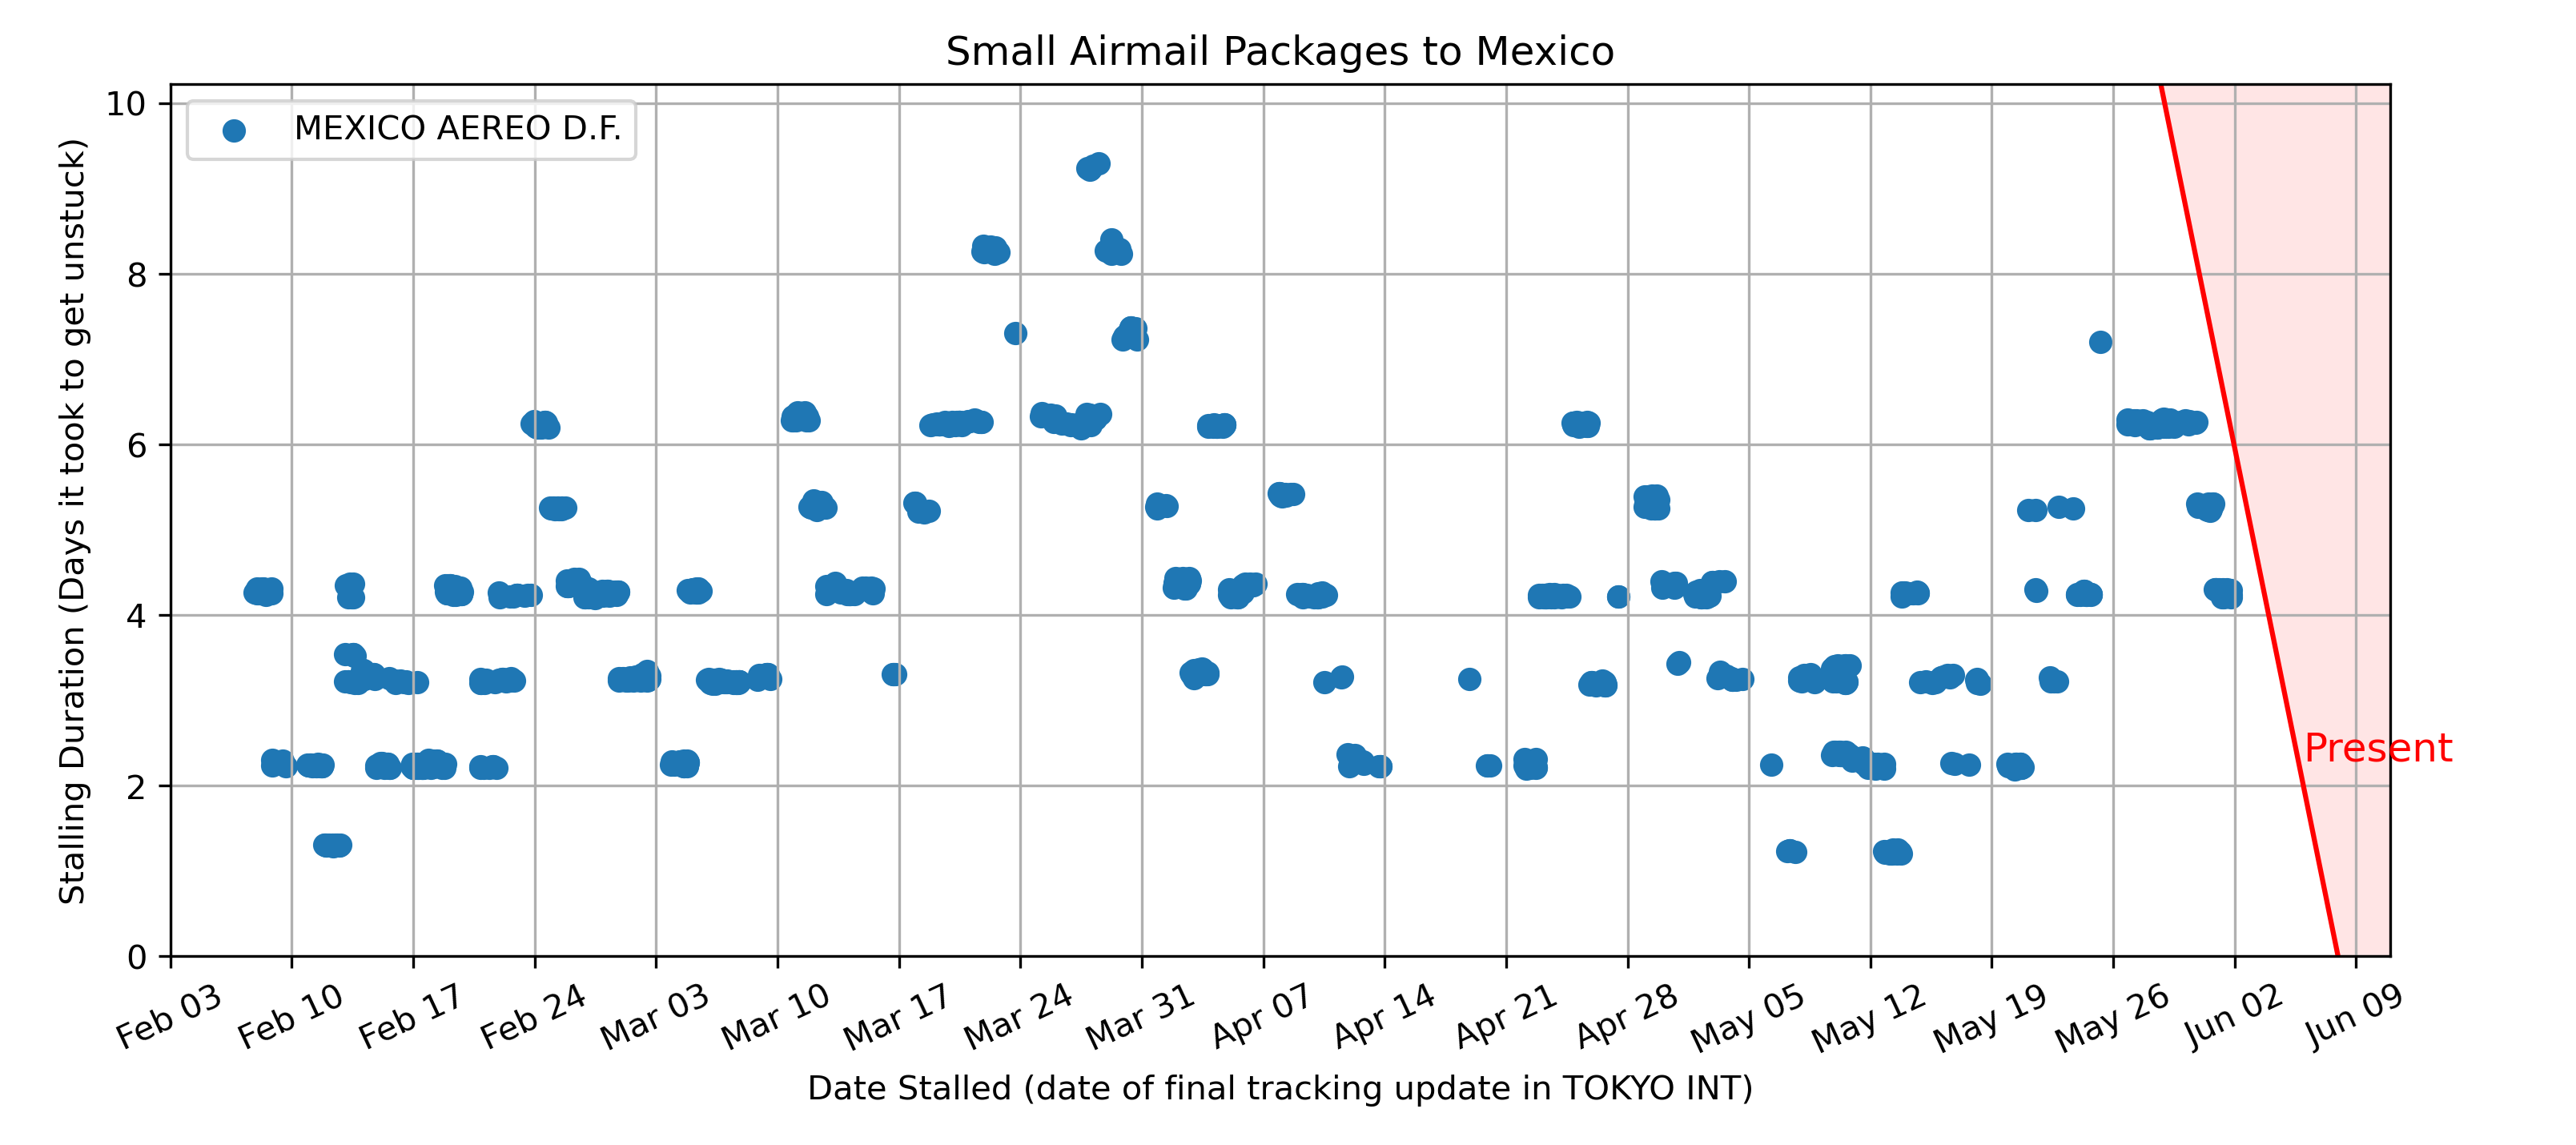 Small Airmail Packages to Mexico
MEXICO AEREO D.F.
Stalling Duration (Days it took to get unstuck)
10
8
6
4
2
0
Present
Feb 03
Feb 10
Feb 17
Feb 24
Mar 03
Mar 10
Mar 17
Mar 24
Mar 31
Apr 07
Apr 14
Apr 21
Apr 28
May 05
May 12
May 19
May 26
Jun 02
Jun 09
Date Stalled (date of final tracking update in TOKYO INT)